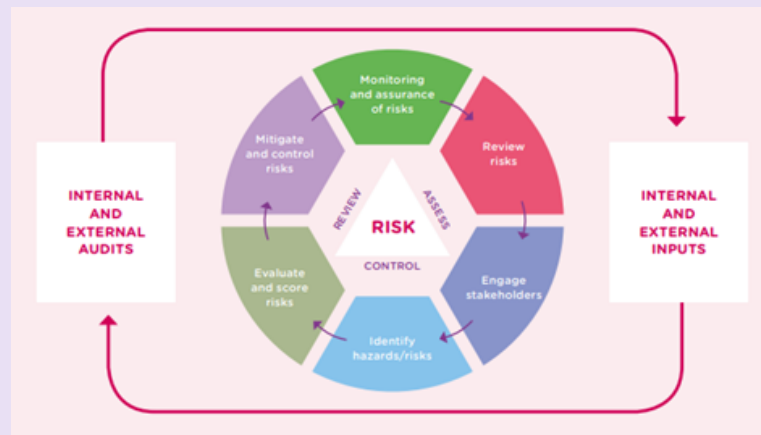 Monitoring
and assurance
of risks
Mitigate
and control
risks
Review
risks
INTERNAL
AND
EXTERNAL
AUDITS
REVIEW
RISK
ASSESS
CONTROL
INTERNAL
AND
EXTERNAL
INPUTS
Evaluate
and score
risks
Engage
stakeholders
Identify
hazards/risks